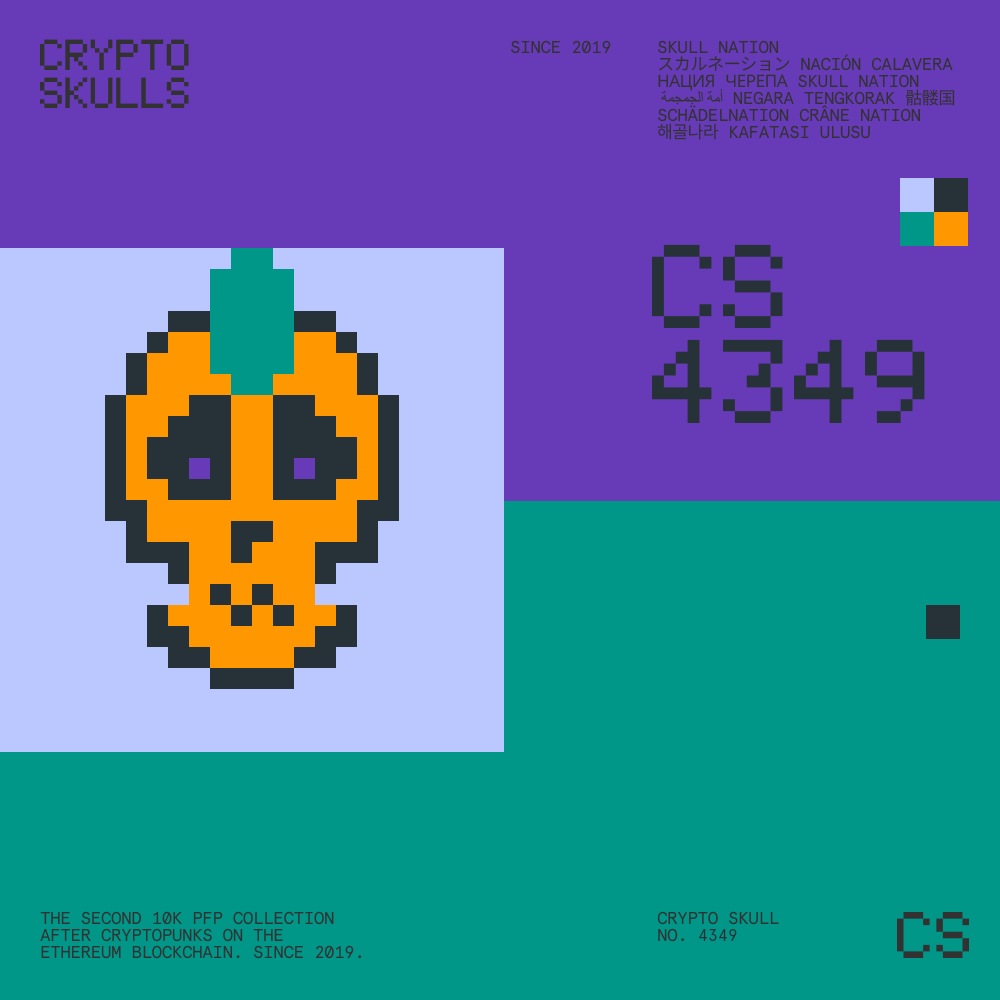 CRYPTO
SKULLS
SINCE 2019
SKULL NATION
スカルネーション NACIÓN CALAVERA
НАЦИЯ ЧЕРЕПА SKULL NATION
أمة الجمجمة NEGARA TENGKORAK 骷髅国
SCHÄDELNATION CRÂNE NATION
해골나라 KAFATASI ULUSU
CS
4349
THE SECOND 10K PFP COLLECTION
AFTER CRYPTOPUNKS ON THE
ETHEREUM BLOCKCHAIN. SINCE 2019.
CRYPTO SKULL
NO. 4349
CS